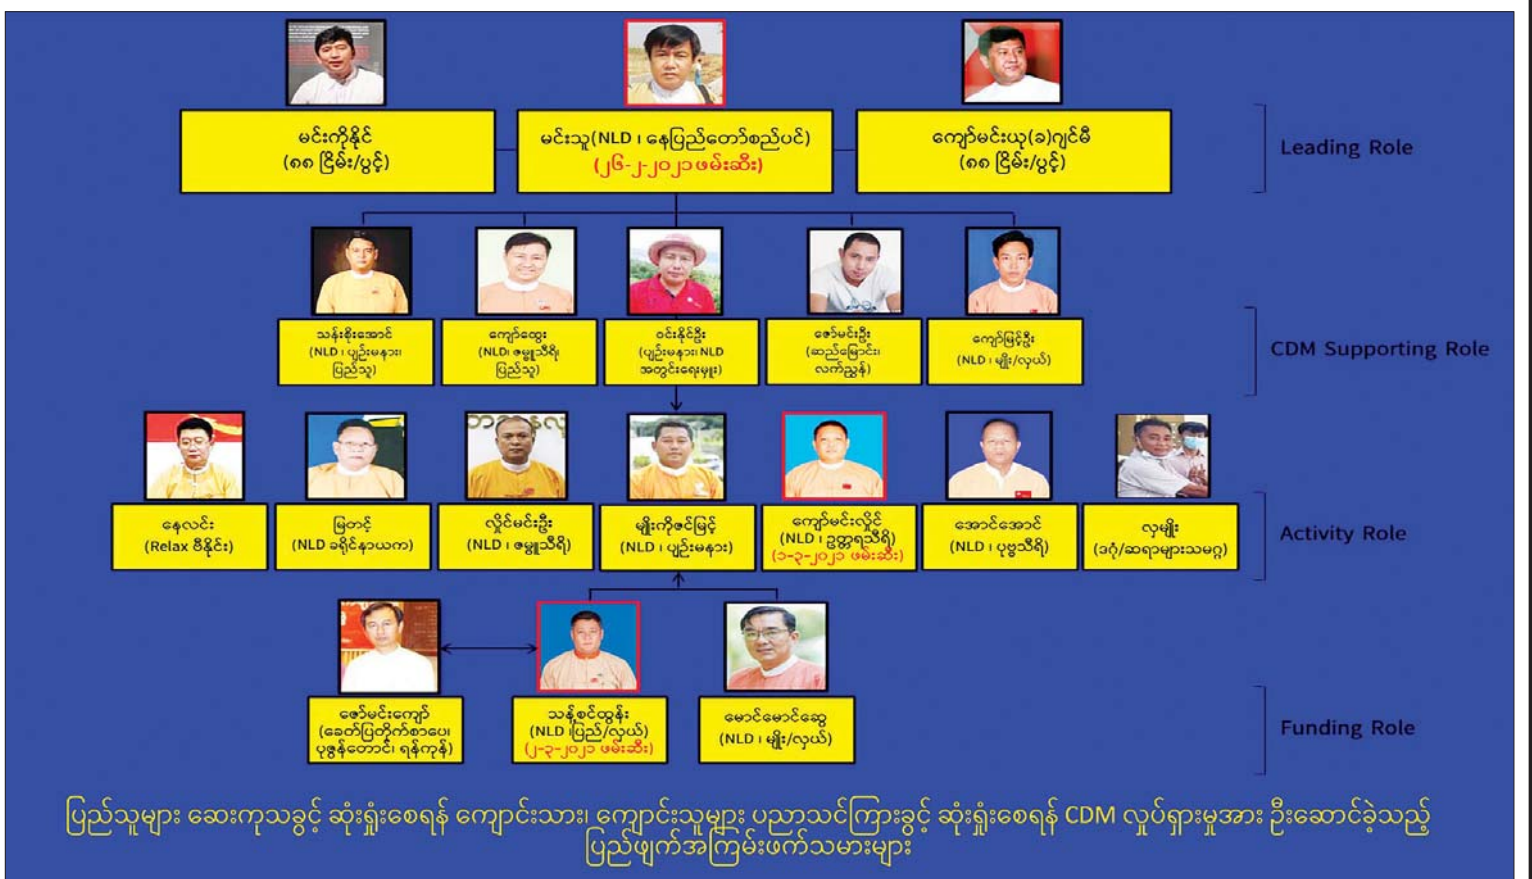 မင်းကိုနိုင်
(၈၈ ငြိမ်း/ပွင့်)
မင်းသူ(NLD ၊ နေပြည်တော်စည်ပင်)
(၂၆-၂-၂၀၂၁ ဖမ်းဆီး)
ကျော်မင်းယု(ခ)ဂျင်မီ
(၈၈ ငြိမ်း/ပွင့်)
Leading Role
သန်းစိုးအောင်
(NLD ၊ ပျဉ်းမနား၊
ပြည်သူ)
ကျော်ထွေး
(NLD၊ ဇမ္ဗူသီရိ၊
ပြည်သူ)
ဝင်းနိုင်ဦး
(ပျဉ်းမနား၊ NLD
အတွင်းရေးမှူး)
ဇော်မင်းဦး
(ဆည်မြောင်း၊
လက်ညွှန်)
ကျော်မြင့်ဦး
(NLD ၊ မျိုး/လှယ်)
CDM Supporting Role
ဘာ
နေလင်း
(Relax ဗီနိုင်း)
မြတင့်
(NLD ခရိုင်နာယက)
လှိုင်မင်းဦး
(NLD ၊ ဇမ္ဗူသီရိ)
မျိုးကိုဇင်မြင့်
(NLD ၊ ပျဉ်းမနား)
ကျော်မင်းလှိုင်
(NLD ၊ ဥတ္တရသီရိ)
(၁-၃-၂၀၂၁ ဖမ်းဆီး)
အောင်အောင်
(NLD ၊ ပုဗ္ဗသီရိ)
လှမျိုး
(ဒဂုံ/ဆရာများသမဂ္ဂ)
Activity Role
ဇော်မင်းကျော်
(ခေတ်ပြတိုက်စာပေ၊
ပုဇွန်တောင်၊ ရန်ကုန်)
သန့်စင်ထွန်း
(NLD ၊ပြည်/လှယ်)
(၂-၃-၂၀၂၁ ဖမ်းဆီး)
မောင်မောင်ဆွေ
(NLD ၊ မျိုး/လှယ်)
Funding Role
ပြည်သူများ ဆေးကုသခွင့် ဆုံးရှုံးစေရန် ကျောင်းသား၊ ကျောင်းသူများ ပညာသင်ကြားခွင့် ဆုံးရှုံးစေရန် CDM လှုပ်ရှားမှုအား ဦးဆောင်ခဲ့သည့်
ပြည်ဖျက်အကြမ်းဖက်သမားများ